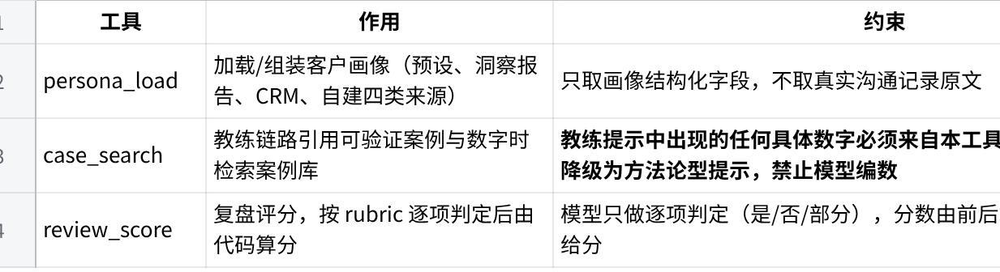 工具 作用 约束
2 persona_load 加载/组装客户画像（预设、洞察报 只取画像结构化字段，不取真实沟通记录原文
告、CRM、自建四类来源）
3 case_search 教练链路引用可验证案例与数字时 教练提示中出现的任何具体数字必须来自本工具
检索案例库 降级为方法论型提示，禁止模型编数
4 review_score 复盘评分，按 rubric 逐项判定后由 模型只做逐项判定（是/否/部分），分数由前后
代码算分 给分